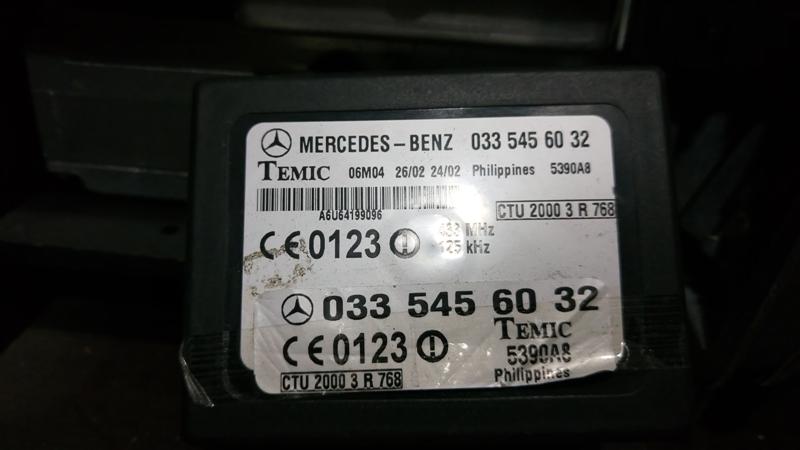 MERCEDES-BENZ 033 545 60 32
TEMIC 06M04 26/02 24/02 Philippines 5390A8
A6U64199096
CTU 2000 3 R 768
CE0123 433 MHz
125 kHz
033 545 60 32
CE0123 TEMIC
5390A8
CTU 2000 3 R 768 Philippines